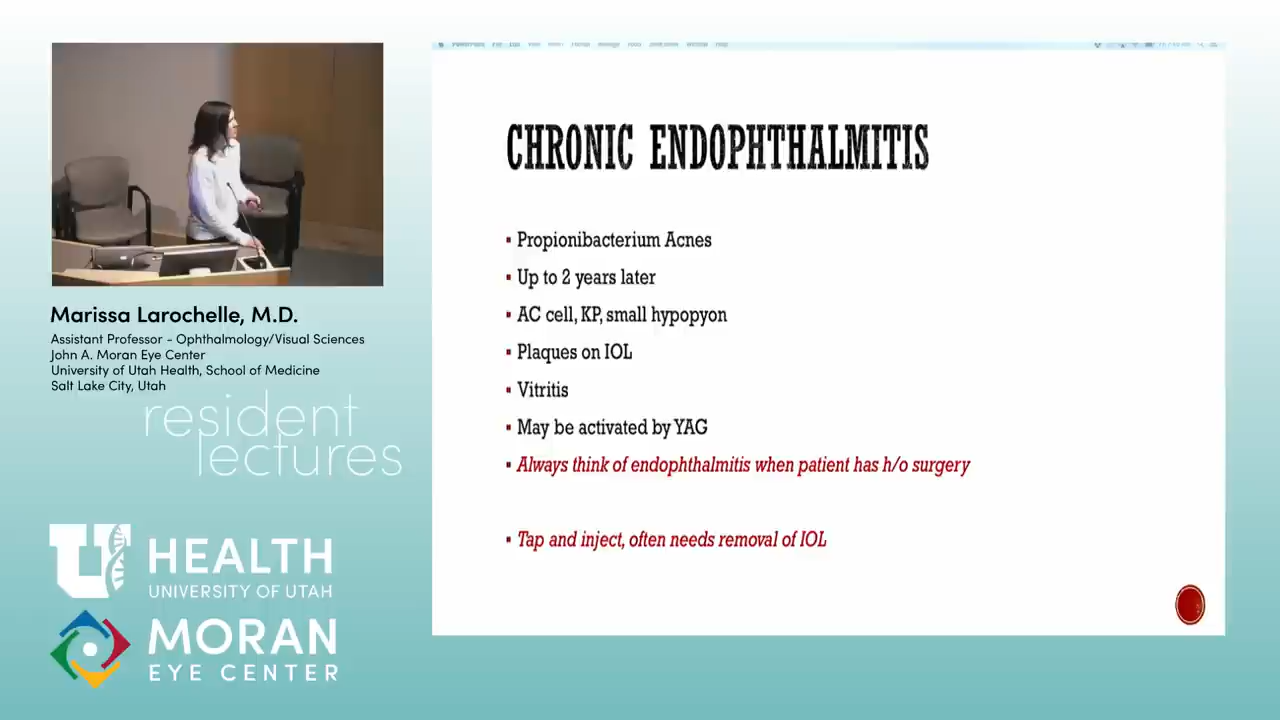 CHRONIC ENDOPHTHALMITIS
▪ Propionibacterium Acnes
▪ Up to 2 years later
▪ AC cell, KP, small hypopyon
▪ Plaques on IOL
▪ Vitritis
▪ May be activated by YAG
▪ Always think of endophthalmitis when patient has h/o surgery
▪ Tap and inject, often needs removal of IOL
Marissa Larochelle, M.D.
Assistant Professor - Ophthalmology/Visual Sciences
John A. Moran Eye Center
University of Utah Health, School of Medicine
Salt Lake City, Utah
resident
lectures
U HEALTH
UNIVERSITY OF UTAH
MORAN
EYE CENTER